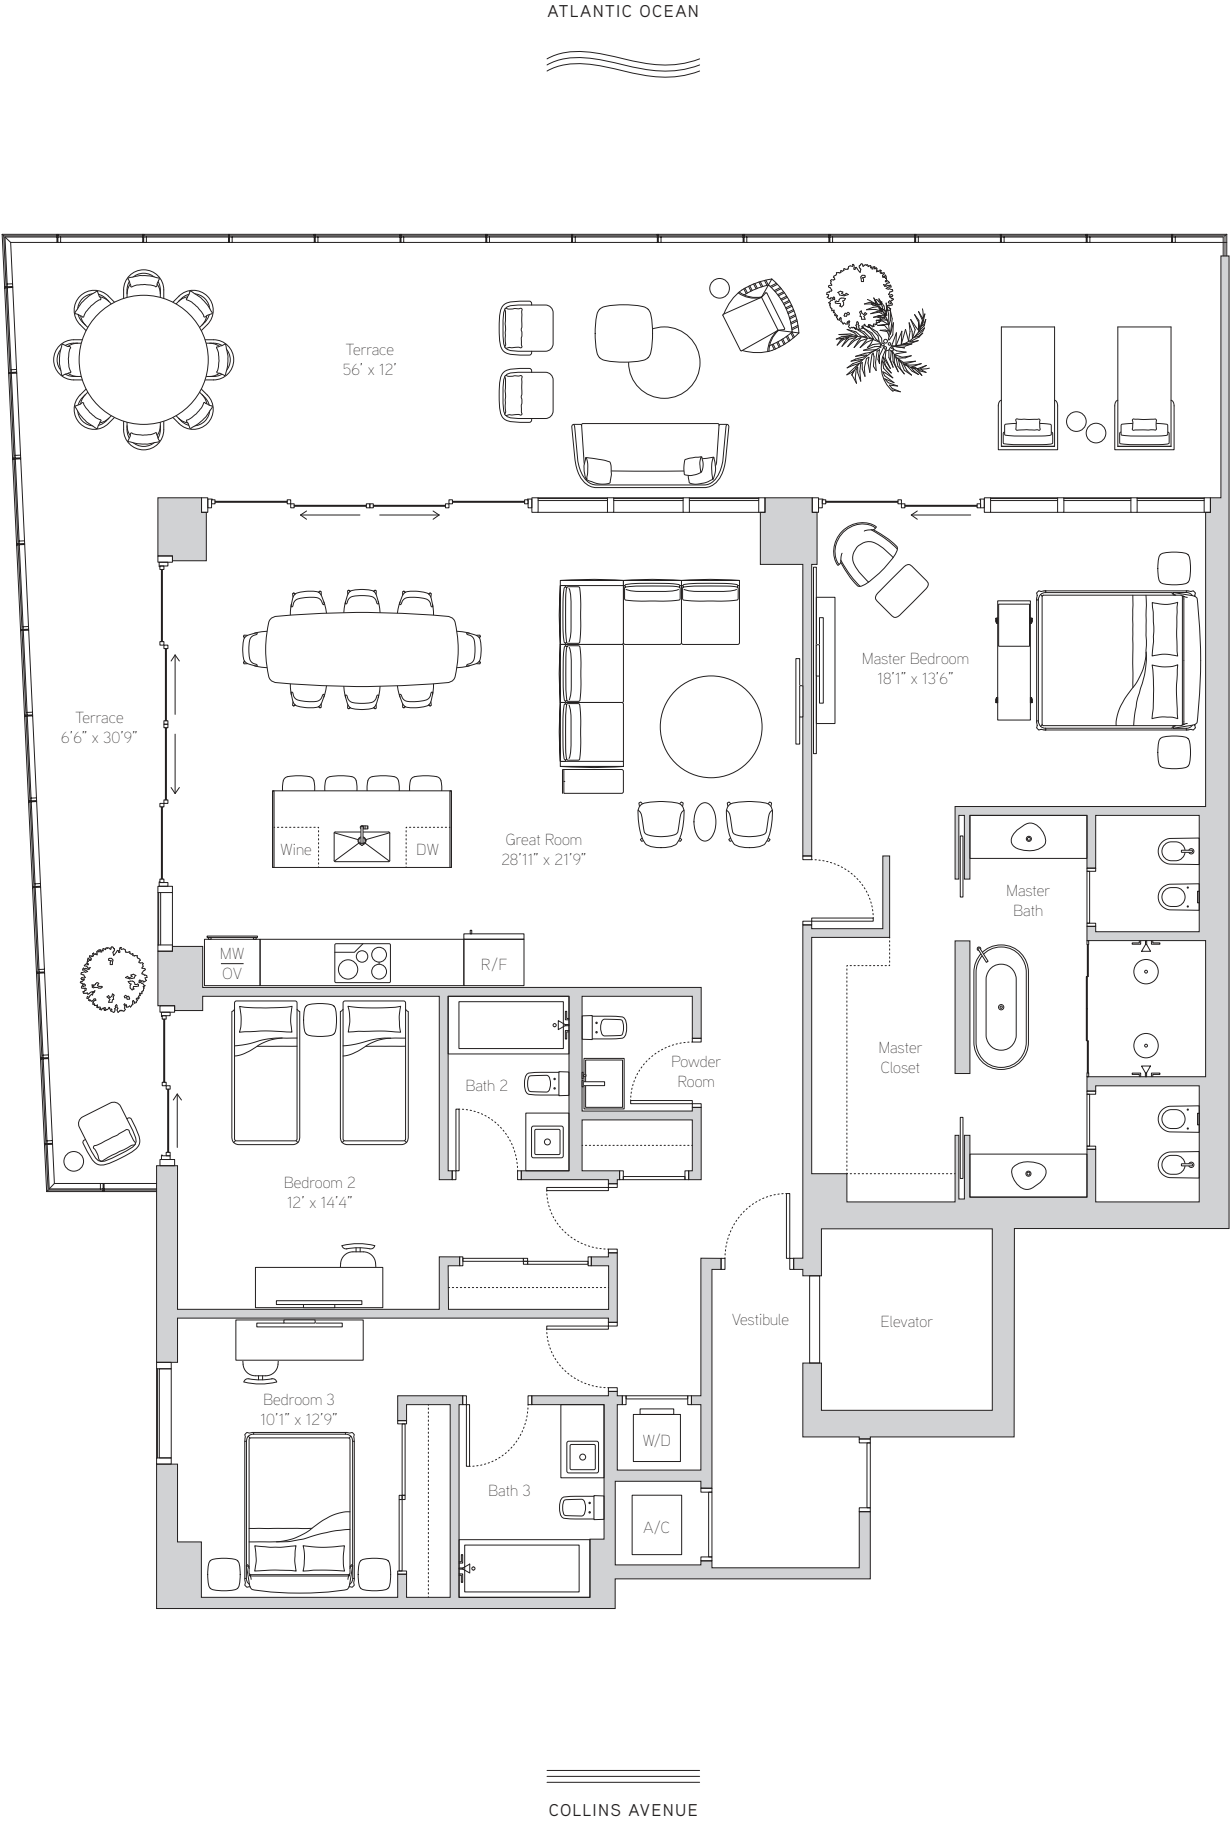 ATLANTIC OCEAN
Terrace
56' x 12'
Master Bedroom
18'1" x 13'6"
Terrace
6'6" x 30'9"
Great Room
28'11" x 21'9"
Wine
DW
Master
Bath
MW
OV
R/F
Master
Closet
Powder
Room
Bath 2
Bedroom 2
12' x 14'4"
Vestibule
Elevator
Bedroom 3
10'1" x 12'9"
W/D
Bath 3
A/C
COLLINS AVENUE